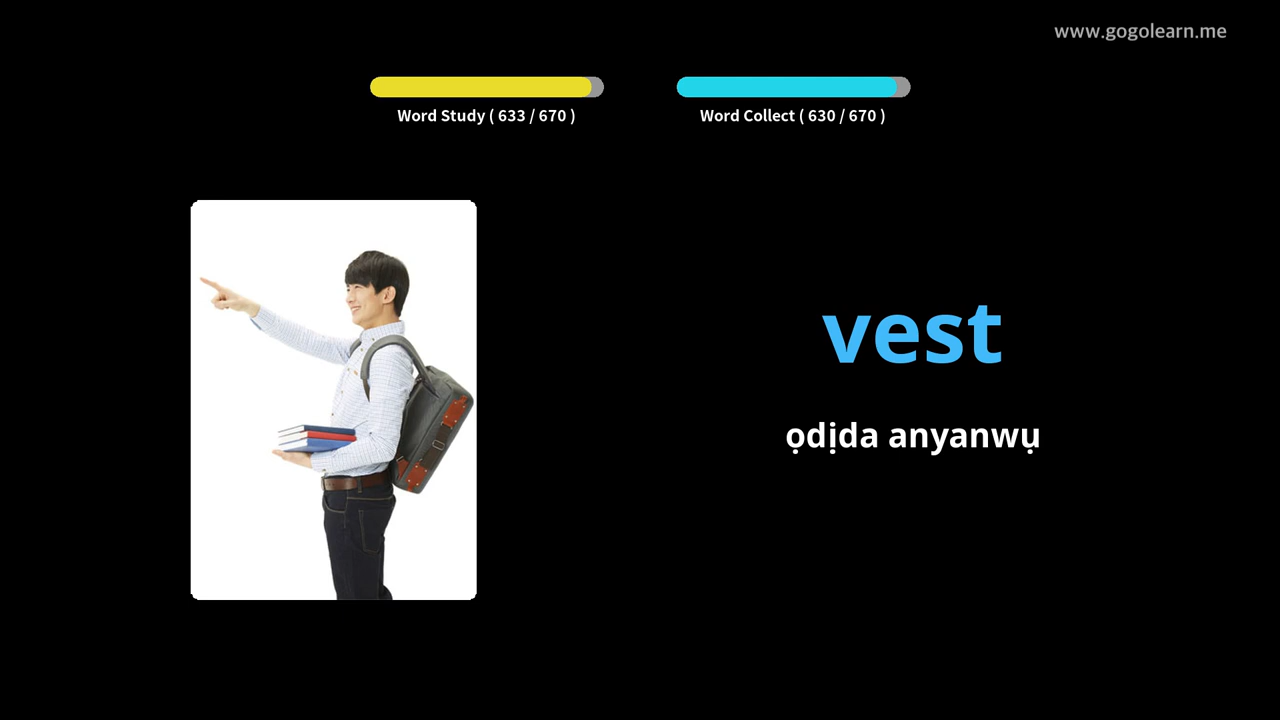 www.gogolearn.me
Word Study ( 633 / 670 )
Word Collect ( 630 / 670 )
vest
ọdịda anyanwụ